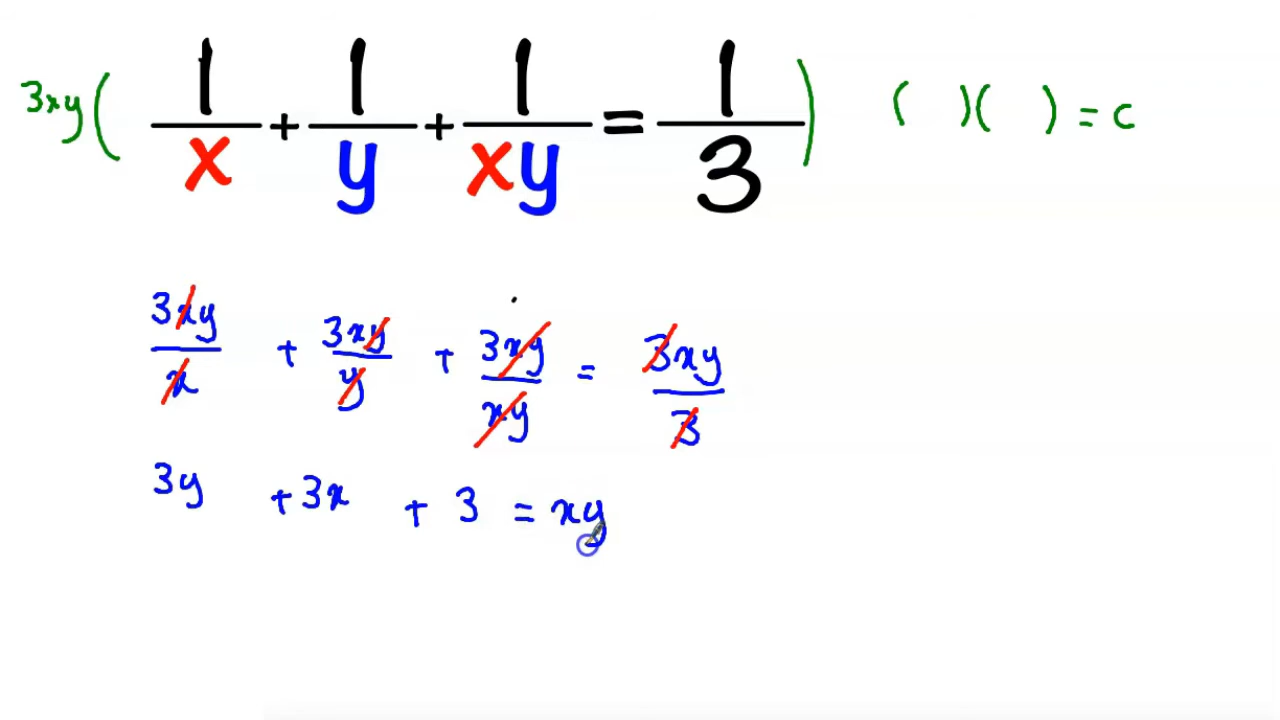 3xy( 1/x + 1/y + 1/xy = 1/3 ) ( )( ) = c
3xy/x + 3xy/y + 3xy/xy = 3xy/3
3y + 3x + 3 = xy